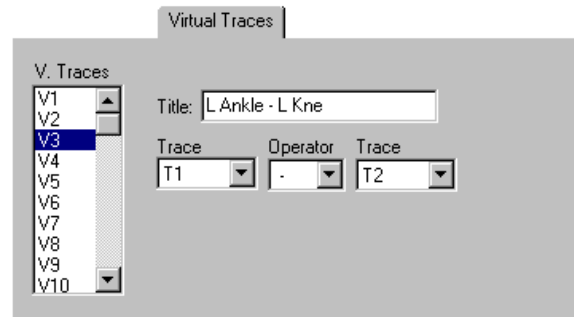 Virtual Traces
V. Traces
V1
V2
V3
V4
V5
V6
V7
V8
V9
V10
Title: L Ankle - L Kne
Trace Operator Trace
T1 - T2